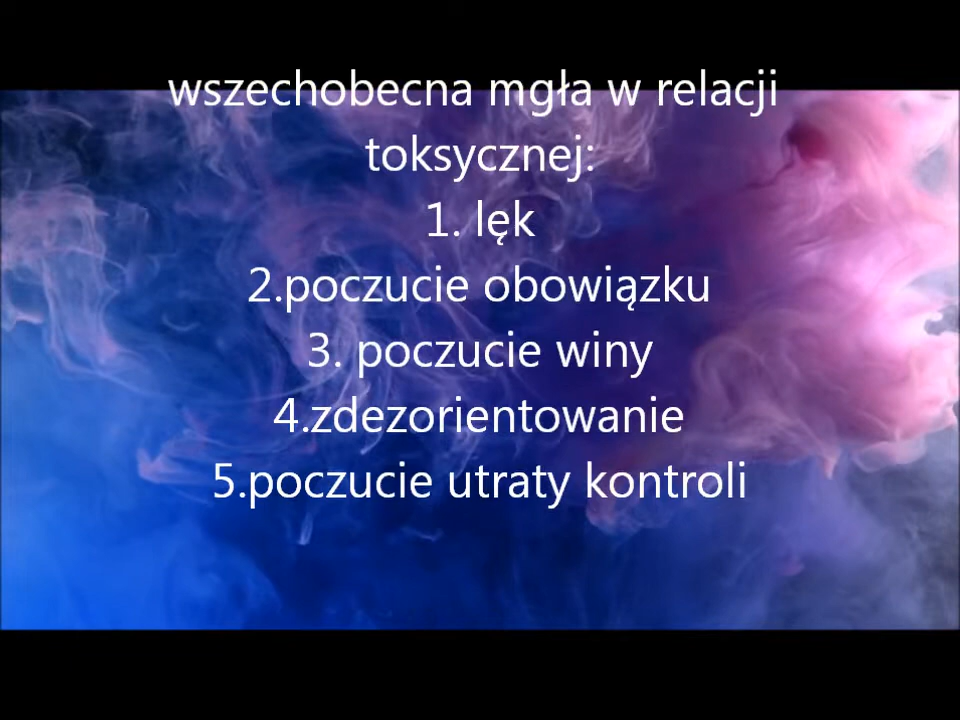 wszechobecna mgła w relacji
toksycznej:
1. lęk
2.poczucie obowiązku
3. poczucie winy
4.zdezorientowanie
5.poczucie utraty kontroli